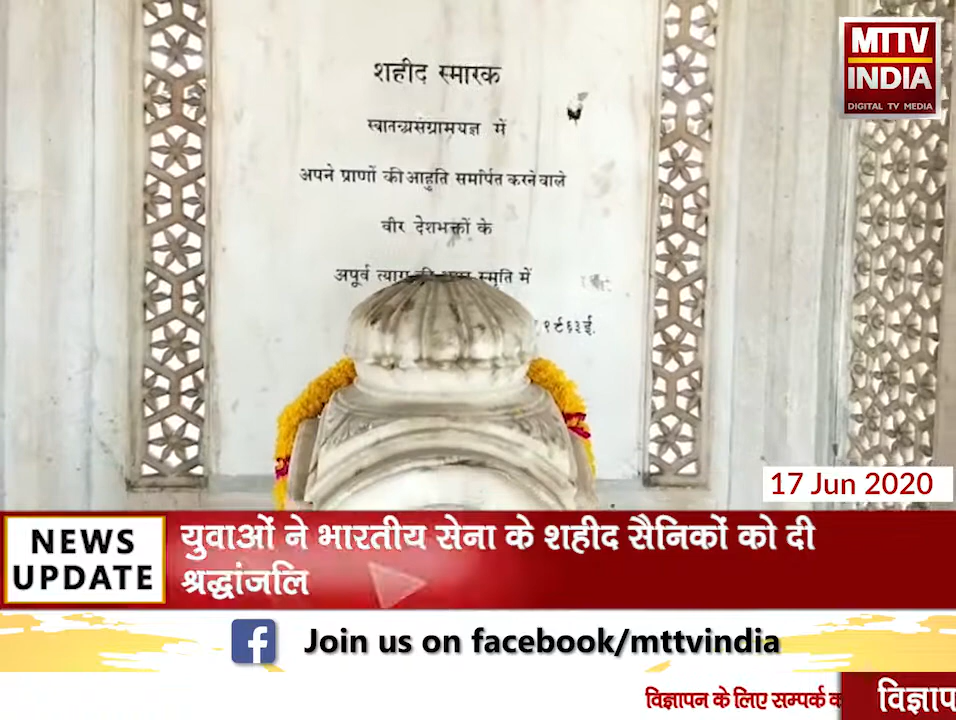 शहीद स्मारक
स्वातन्त्र्यसंग्रामयज्ञ में
अपने प्राणों की आहुति समर्पित करनेवाले
वीर देशभक्तों के
अपूर्व त्याग की स्मृति में
१९६३ई.
MTTV
INDIA
DIGITAL TV MEDIA
17 Jun 2020
NEWS
UPDATE
युवाओं ने भारतीय सेना के शहीद सैनिकों को दी
श्रद्धांजलि
Join us on facebook/mttvindia
विज्ञापन के लिए सम्पर्क